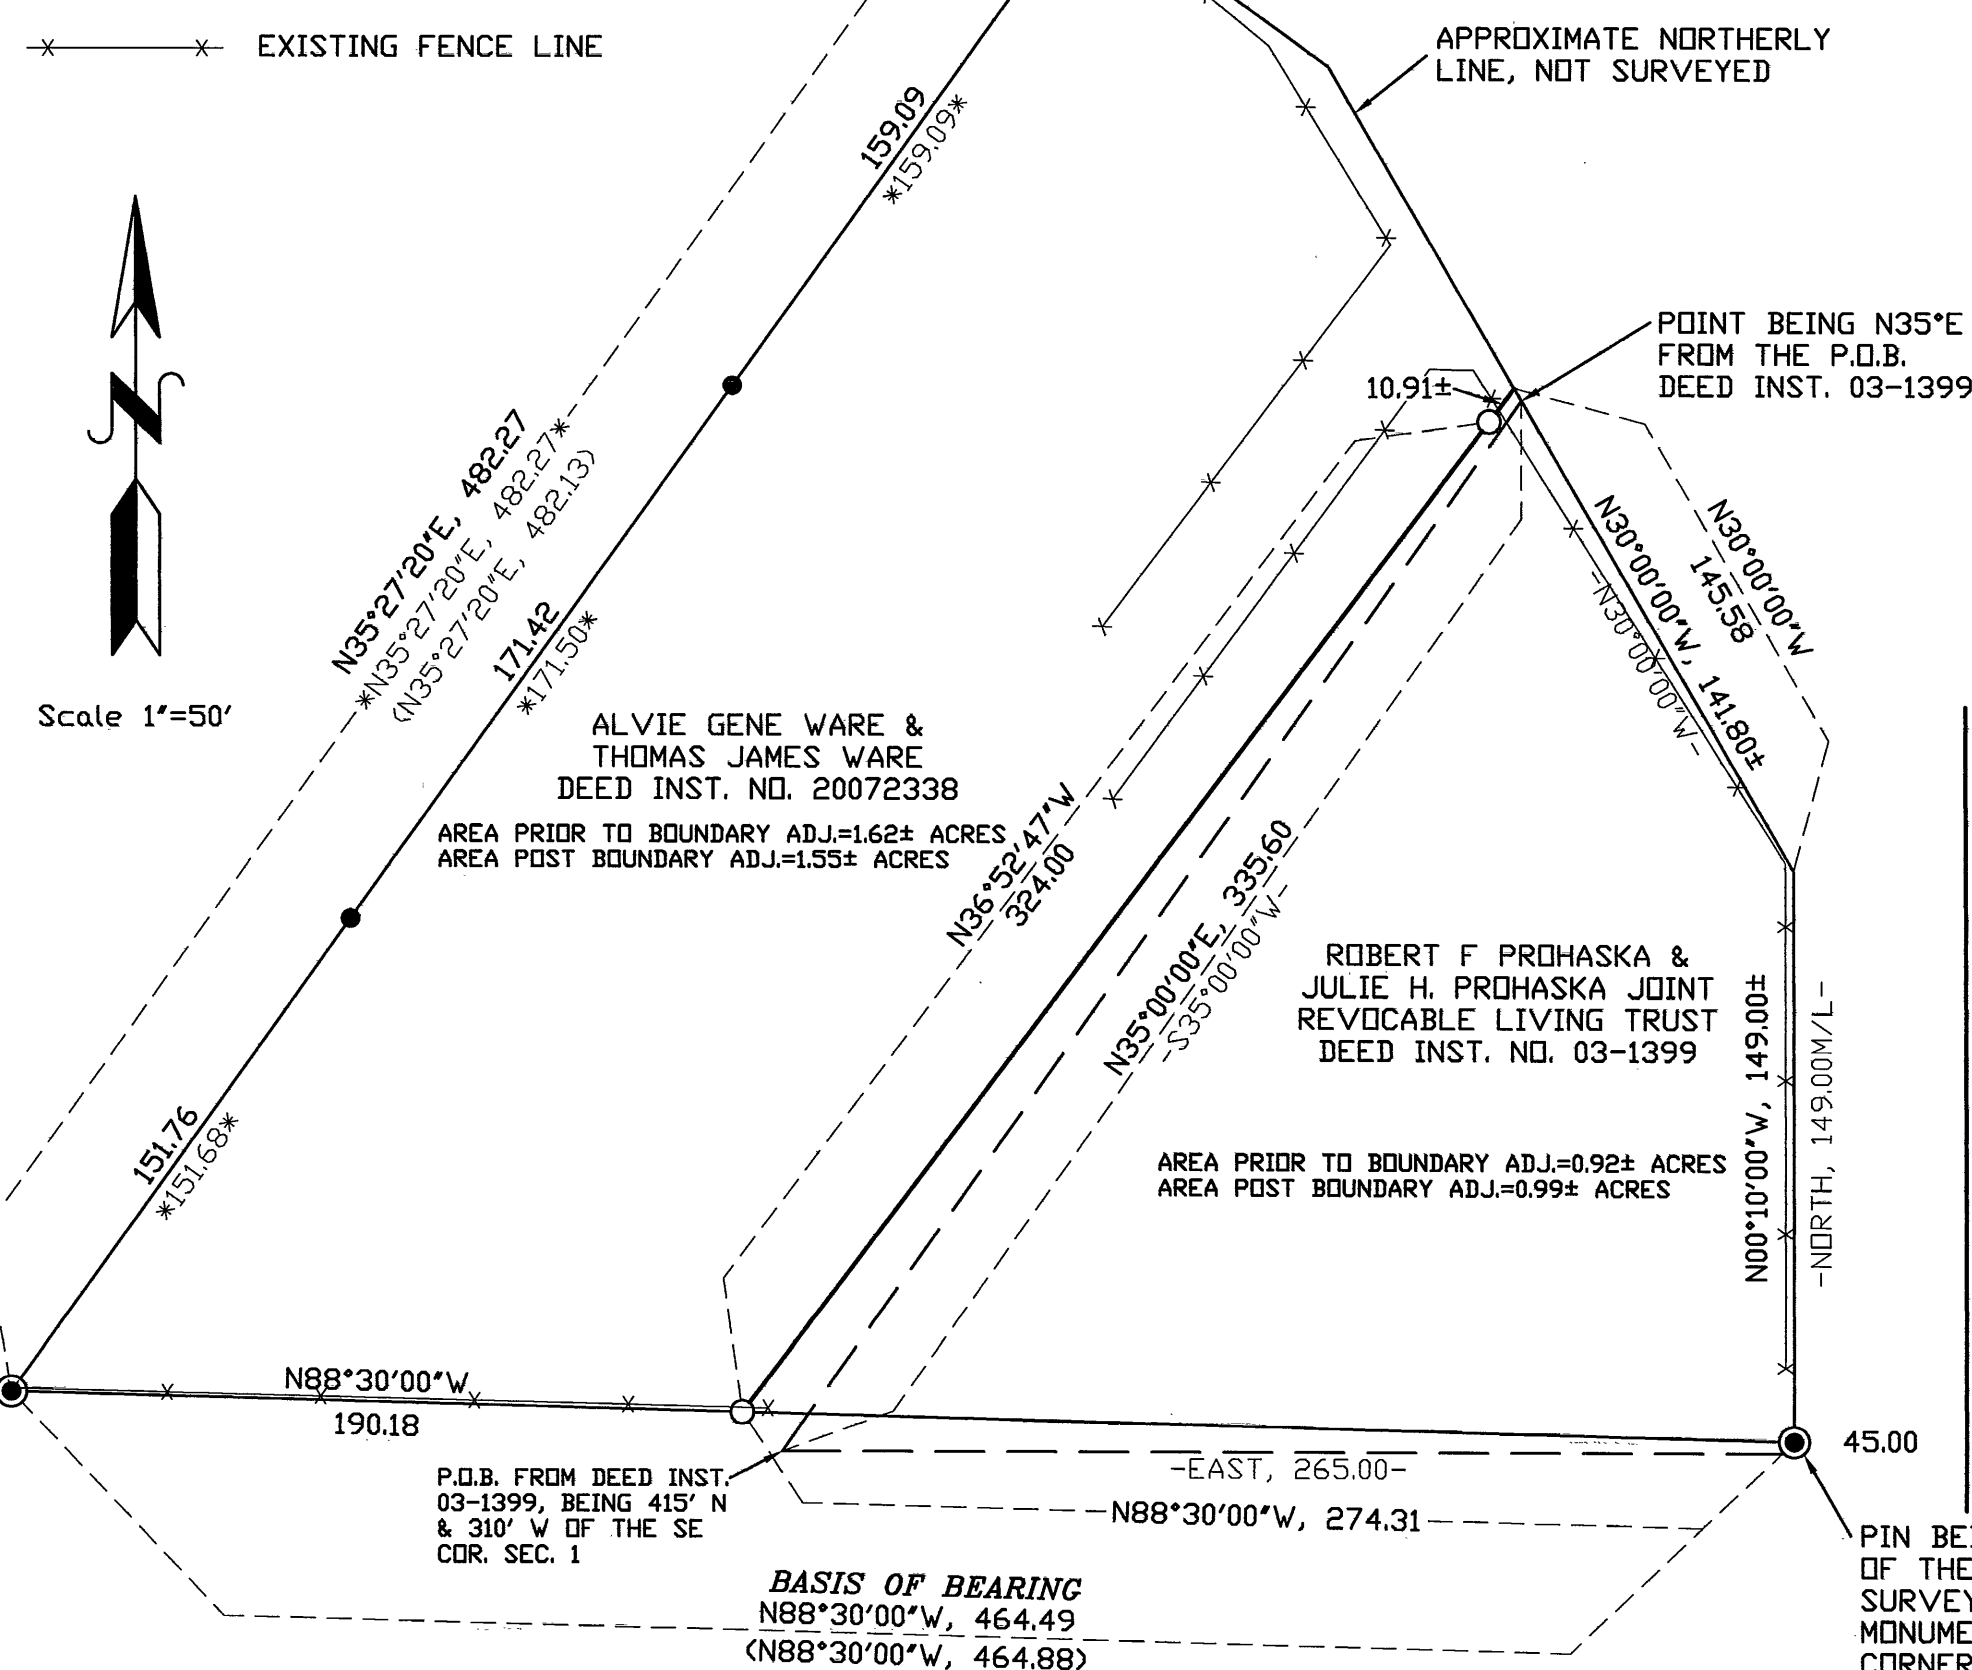 EXISTING FENCE LINE
APPROXIMATE NORTHERLY
LINE, NOT SURVEYED
159.09
*159.09*
POINT BEING N35°E
FROM THE P.O.B.
DEED INST. 03-1399
10.91±
N35°27'20"E, 482.27
*N35°27'20"E, 482.27*
(N35°27'20"E, 482.13)
171.42
*171.50*
N
Scale 1"=50'
N30°00'00"W
145.58
N30°00'00"W, 141.80±
-N30°00'00"W-
ALVIE GENE WARE &
THOMAS JAMES WARE
DEED INST. NO. 20072338
AREA PRIOR TO BOUNDARY ADJ.=1.62± ACRES
AREA POST BOUNDARY ADJ.=1.55± ACRES
N36°52'47"W
324.00
N35°00'00"E, 335.60
-S35°00'00"W-
ROBERT F PROHASKA &
JULIE H. PROHASKA JOINT
REVOCABLE LIVING TRUST
DEED INST. NO. 03-1399
AREA PRIOR TO BOUNDARY ADJ.=0.92± ACRES
AREA POST BOUNDARY ADJ.=0.99± ACRES
N00°10'00"W, 149.00±
-NORTH, 149.00M/L-
151.76
*151.68*
N88°30'00"W
190.18
45.00
P.O.B. FROM DEED INST.
03-1399, BEING 415' N
& 310' W OF THE SE
COR. SEC. 1
-EAST, 265.00-
N88°30'00"W, 274.31
BASIS OF BEARING
N88°30'00"W, 464.49
(N88°30'00"W, 464.88)
PIN
OF THE
SURVEY
CORNER